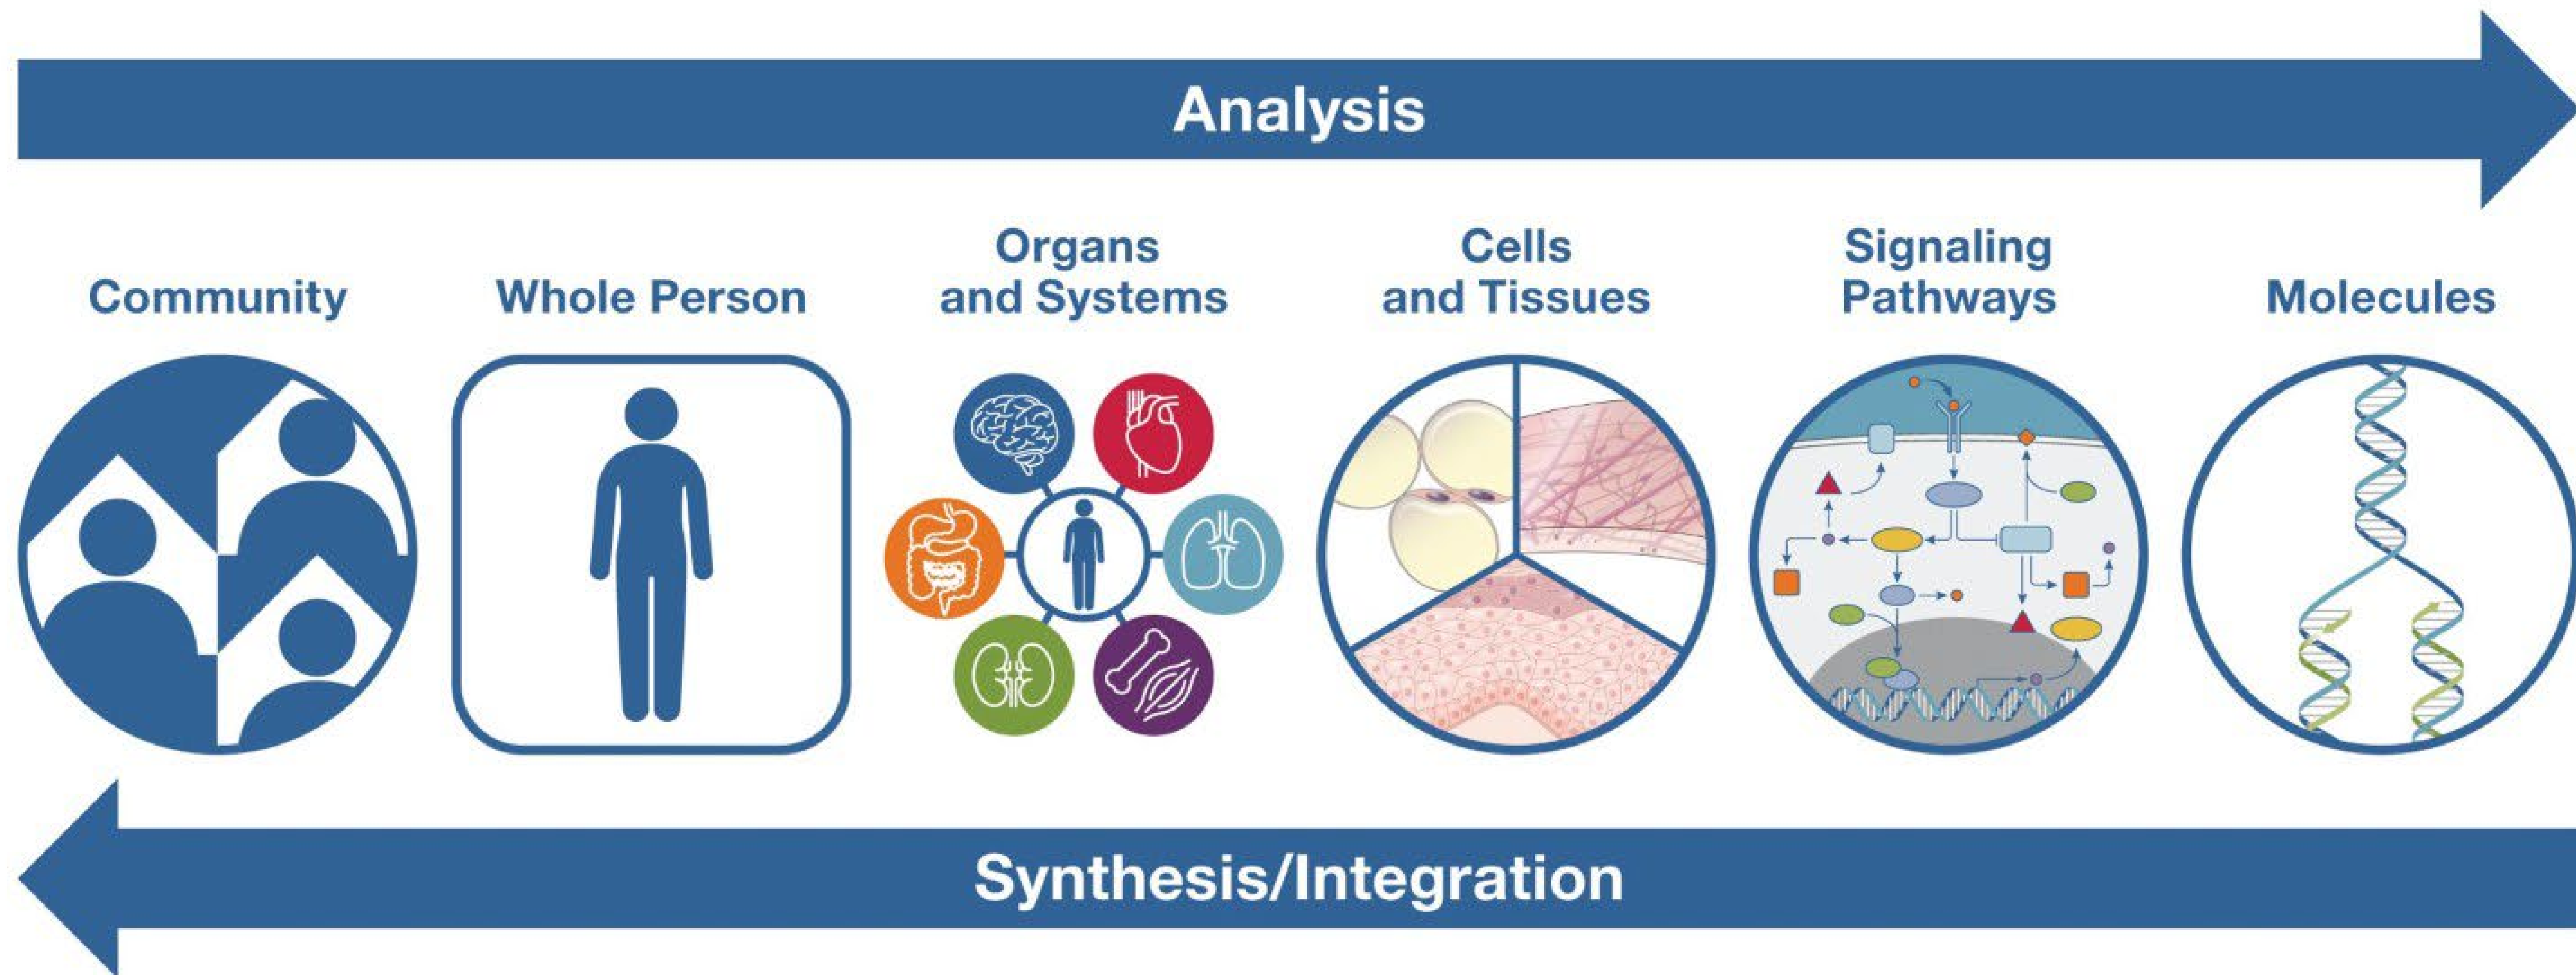 Analysis
Community
Whole Person
Organs
and Systems
Cells
and Tissues
Signaling
Pathways
Molecules
Synthesis/Integration